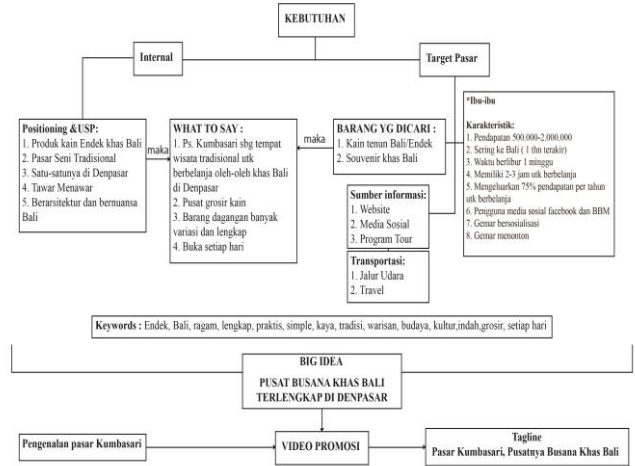 KEBUTUHAN
Internal
Target Pasar
Positioning &USP:
1. Produk kain Endek khas Bali
2. Pasar Seni Tradisional
3. Satu-satunya di Denpasar
4. Tawar Menawar
5. Berarsitektur dan bernuansa
Bali
maka
WHAT TO SAY :
1. Ps. Kumbasari sbg tempat
wisata tradisional utk
berbelanja oleh-oleh khas Bali
di Denpasar
2. Pusat grosir kain
3. Barang dagangan banyak
variasi dan lengkap
4. Buka setiap hari
maka
BARANG YG DICARI :
1. Kain tenun Bali/Endek
2. Souvenir khas Bali
*Ibu-ibu
Karakteristik:
1. Pendapatan 500,000-2.000,000
2. Sering ke Bali ( 1 thn terakir)
3. Waktu berlibur 1 minggu
4. Memiliki 2-3 jam utk berbelanja
5. Mengeluarkan 75% pendapatan per tahun
utk berbelanja
6. Pengguna media sosial facebook dan BBM
7. Gemar bersosialisasi
8. Gemar menonton
Sumber informasi:
1. Website
2. Media Sosial
3. Program Tour
Transportasi:
1. Jalur Udara
2. Travel
Keywords : Endek, Bali, ragam, lengkap, praktis, simple, kaya, tradisi, warisan, budaya, kultur,indah,grosir, setiap hari
BIG IDEA
PUSAT BUSANA KHAS BALI
TERLENGKAP DI DENPASAR
Pengenalan pasar Kumbasari
VIDEO PROMOSI
Tagline
Pasar Kumbasari, Pusatnya Busana Khas Bali